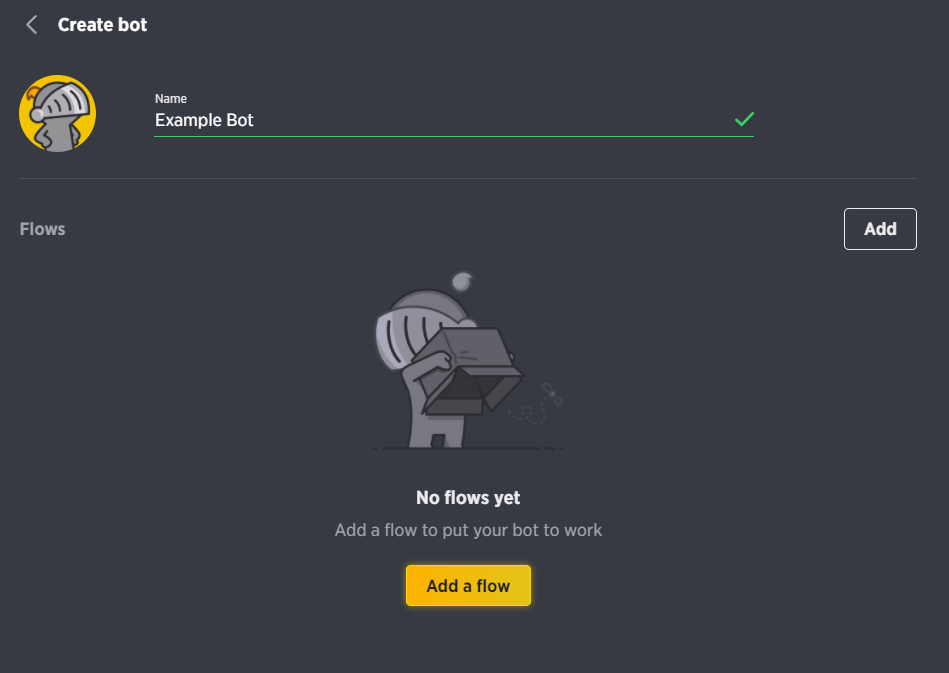 Create bot
Name
Example Bot
Flows
Add
No flows yet
Add a flow to put your bot to work
Add a flow